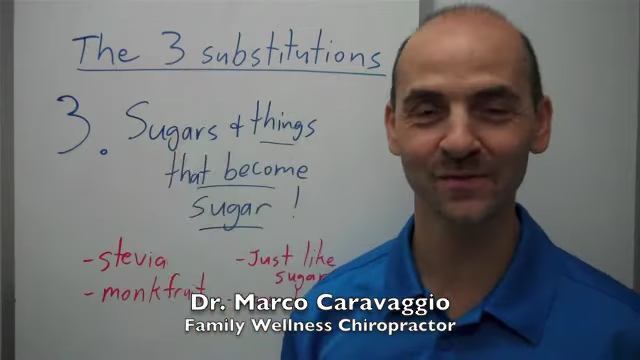 The 3 substitutions
3. Sugars & things
that become
sugar!
- stevia
- monkfruit
- Just like
sugar
Dr. Marco Caravaggio
Family Wellness Chiropractor